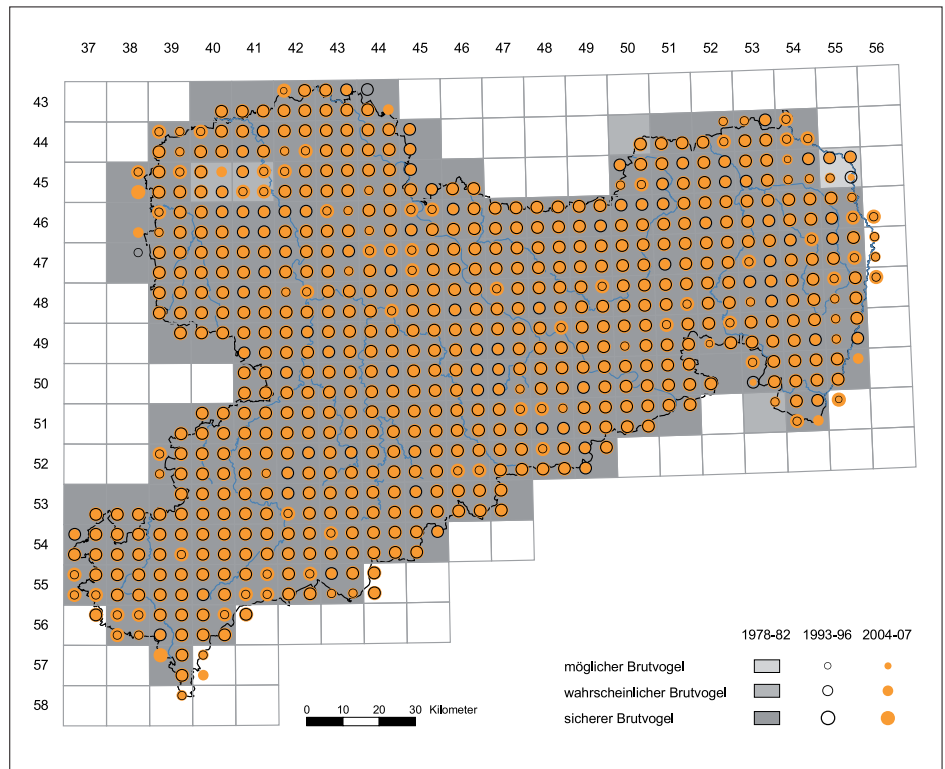 37 38 39 40 41 42 43 44 45 46 47 48 49 50 51 52 53 54 55 56
43
44
45
46
47
48
49
50
51
52
53
54
55
56
57
58
1978-82 1993-96 2004-07
möglicher Brutvogel
wahrscheinlicher Brutvogel
sicherer Brutvogel
0 10 20 30 Kilometer